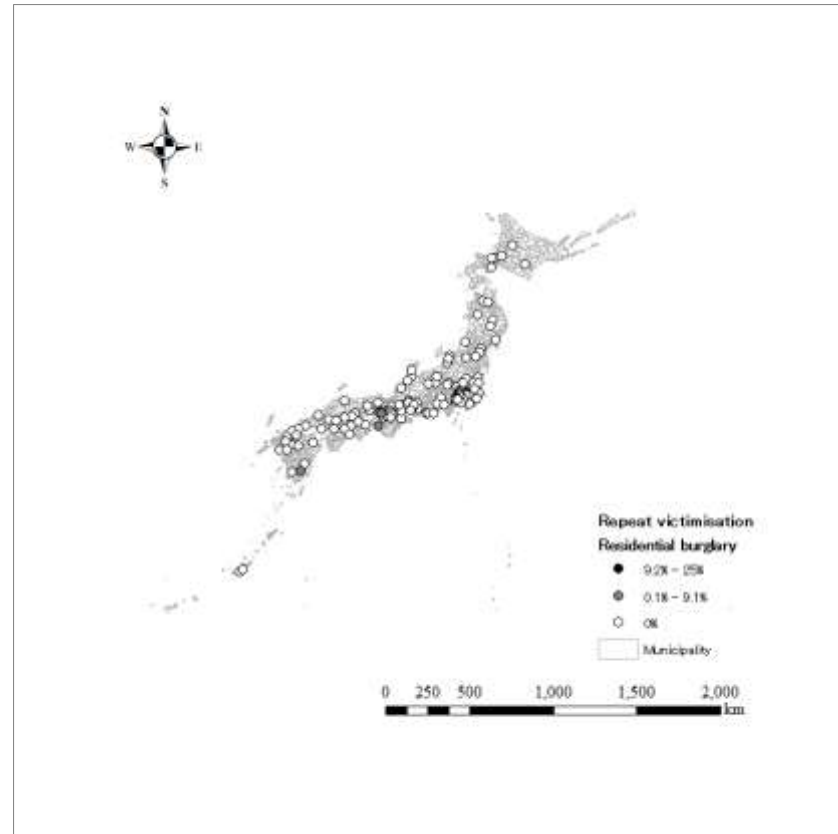 N
W E
S
Repeat victimisation
Residential burglary
9.2% - 25%
0.1% - 9.1%
0%
Municipality
0 250 500 1,000 1,500 2,000
km